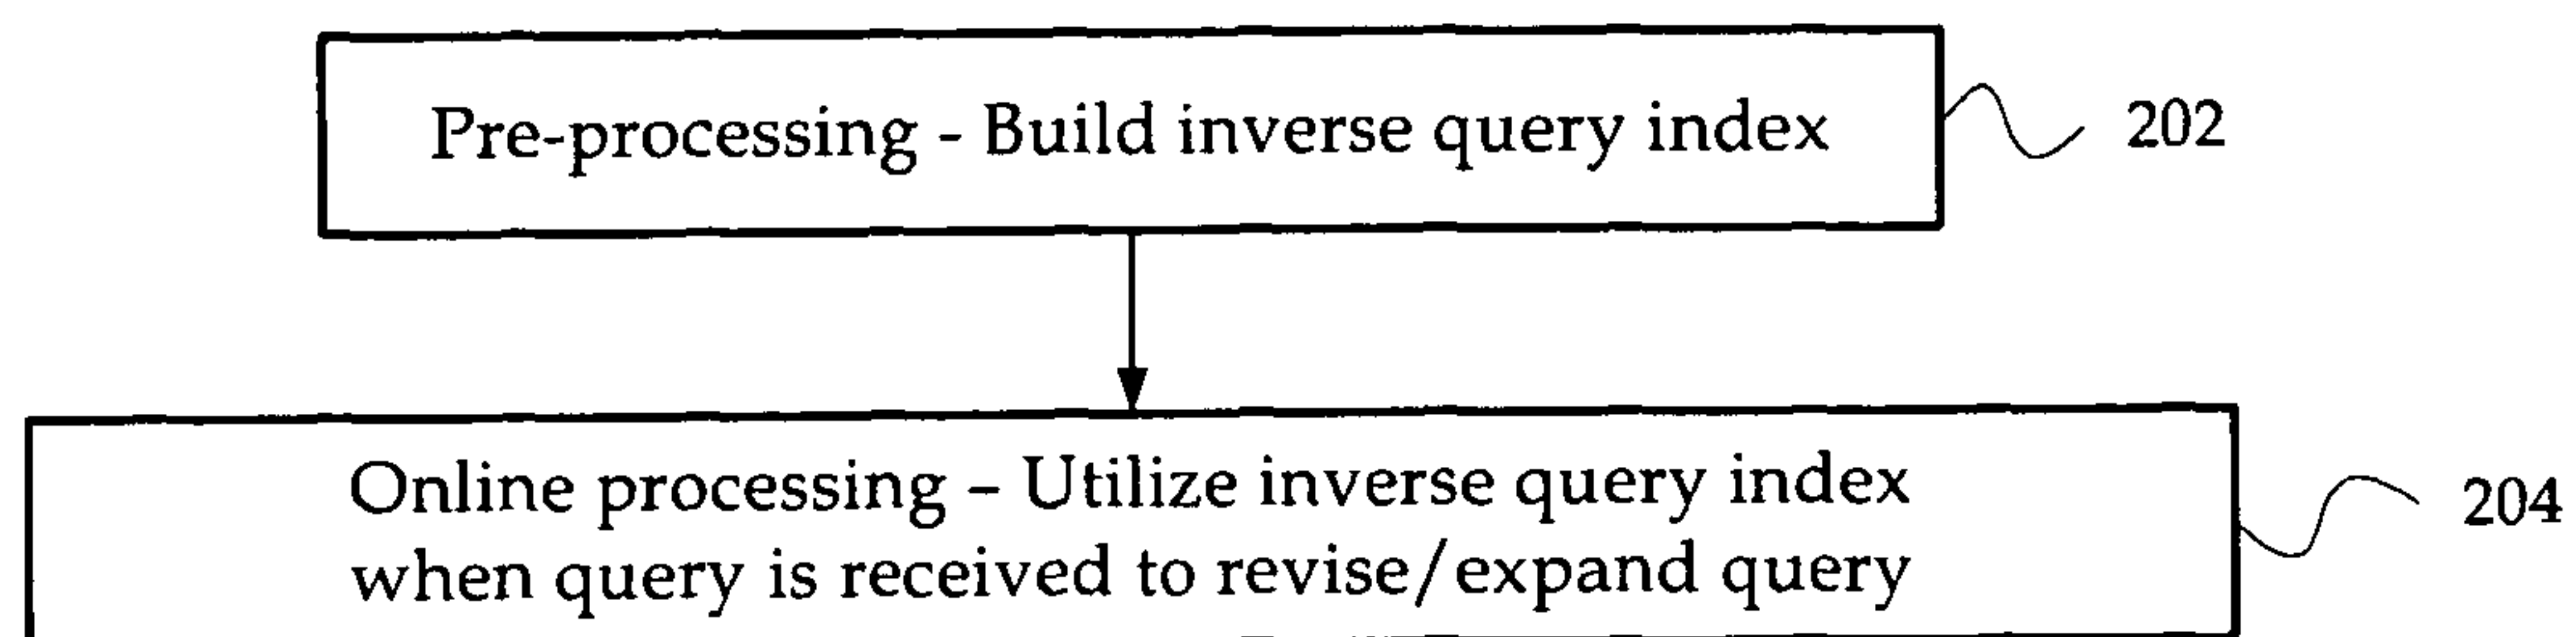 Pre-processing - Build inverse query index
202
Online processing – Utilize inverse query index
when query is received to revise/expand query
204